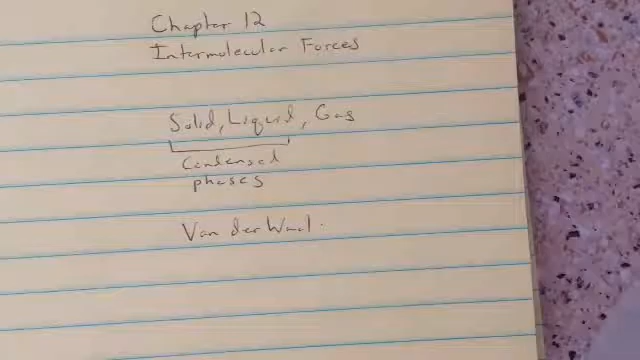 Chapter 12
Intermolecular Forces
Solid, Liquid, Gas
Condensed
phases
Van der Waal.